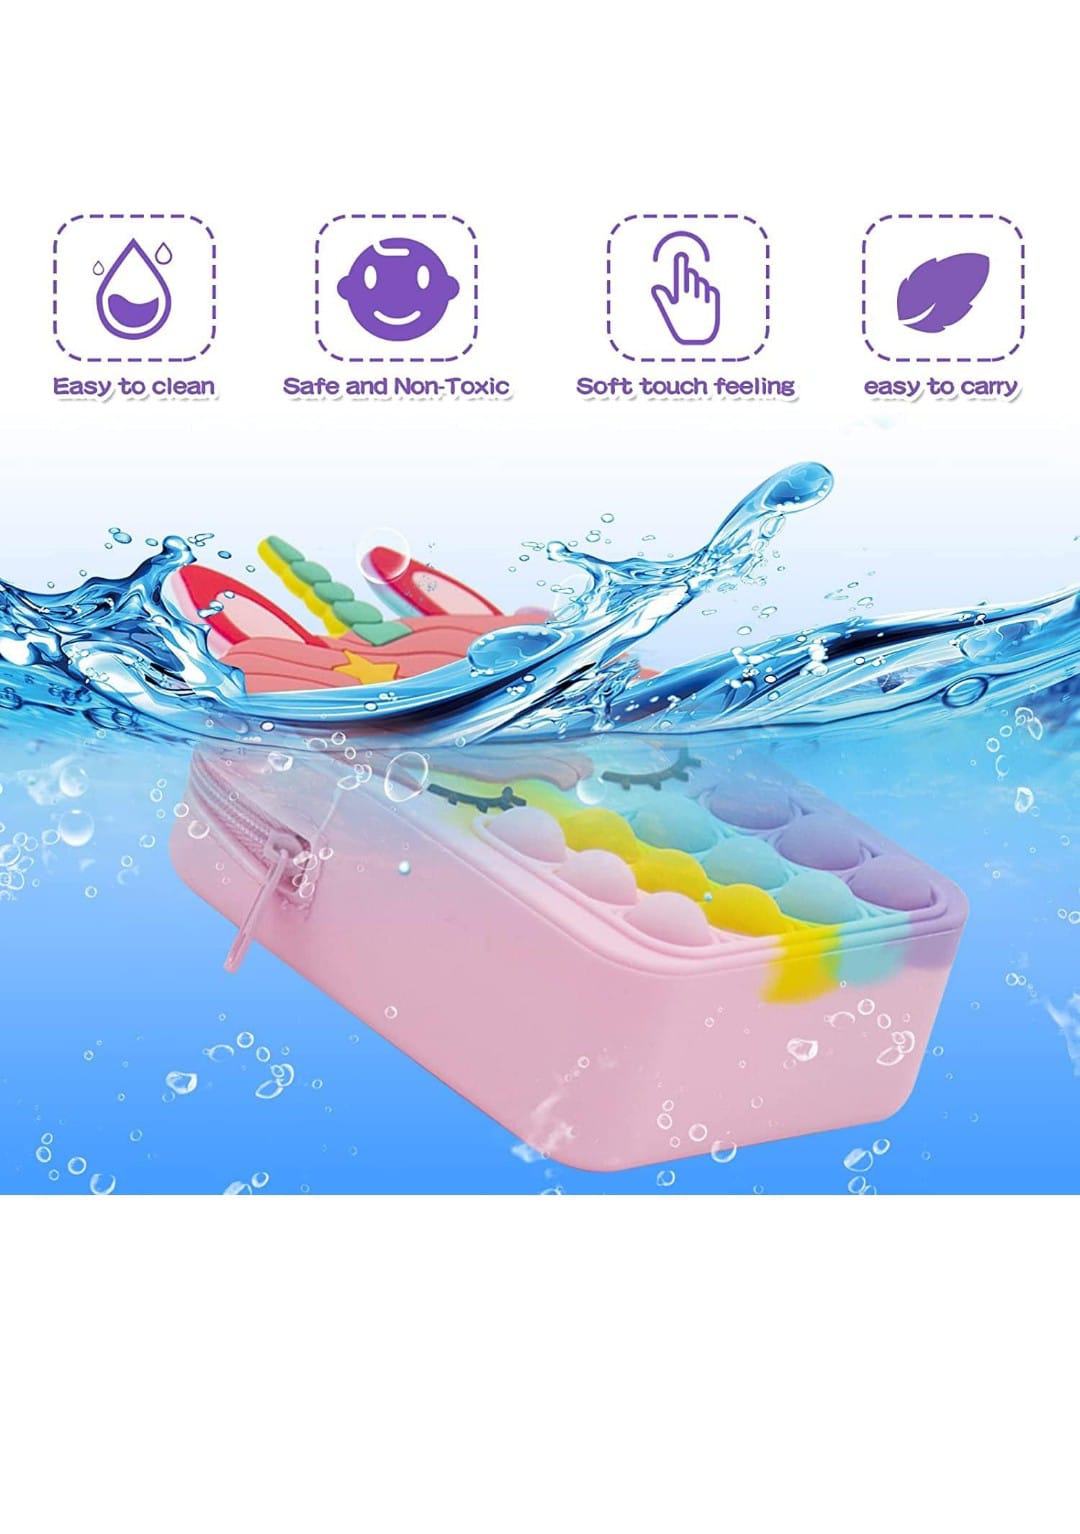 Easy to clean
Safe and Non-Toxic
Soft touch feeling
easy to carry